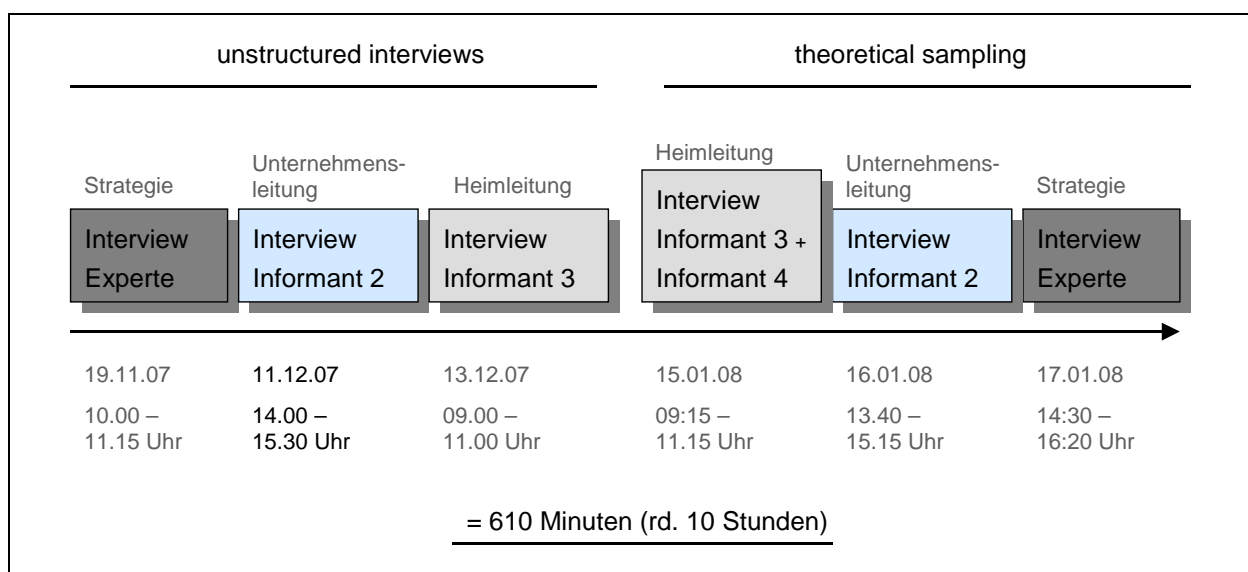 unstructured interviews
theoretical sampling
Strategie
Unternehmens-
leitung
Heimleitung
Heimleitung
Unternehmens-
leitung
Strategie
Interview
Experte
Interview
Informant 2
Interview
Informant 3
Interview
Informant 3 +
Informant 4
Interview
Informant 2
Interview
Experte
19.11.07
11.12.07
13.12.07
15.01.08
16.01.08
17.01.08
10.00 –
11.15 Uhr
14.00 –
15.30 Uhr
09.00 –
11.00 Uhr
09:15 –
11.15 Uhr
13.40 –
15.15 Uhr
14:30 –
16:20 Uhr
= 610 Minuten (rd. 10 Stunden)